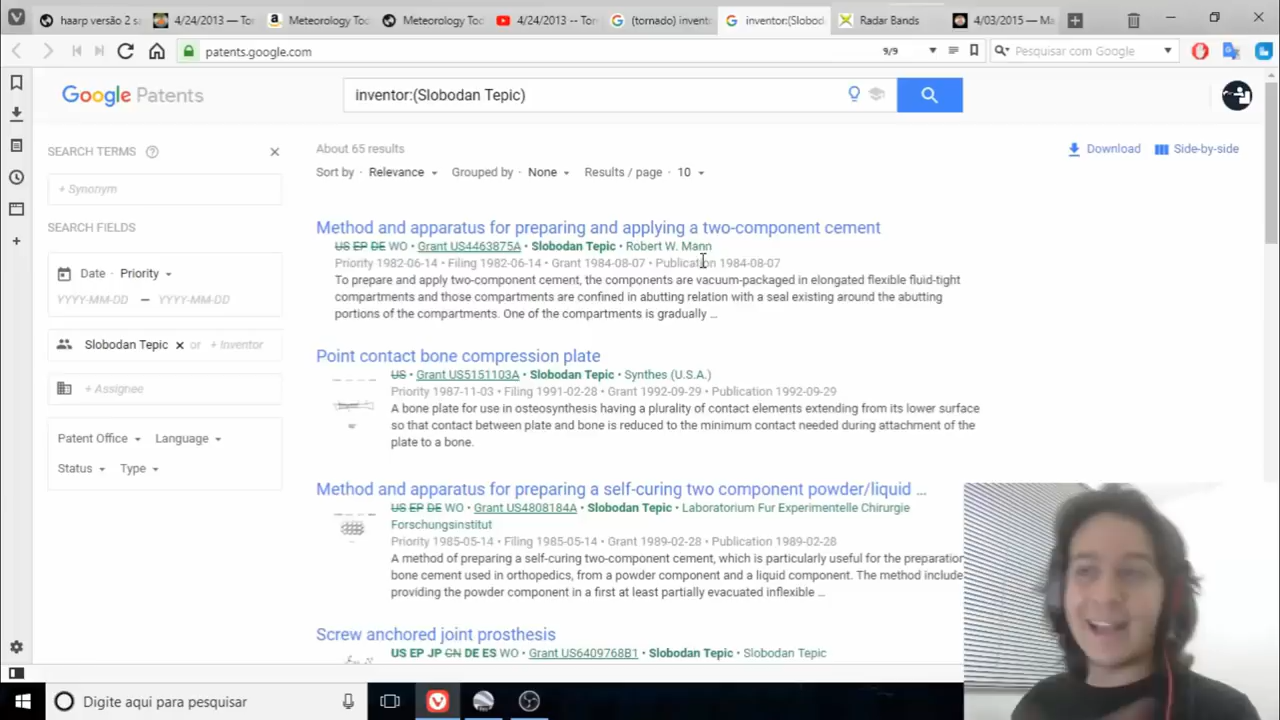 haarp versão 2 s
4/24/2013 — To
Meteorology Too
Meteorology Too
4/24/2013 -- Tor
(tornado) invent
inventor:(Slobod
Radar Bands
4/03/2015 — Ma
patents.google.com
9/9
Pesquisar com Google
Google Patents
inventor:(Slobodan Tepic)
SEARCH TERMS
+ Synonym
SEARCH FIELDS
Date · Priority
YYYY-MM-DD — YYYY-MM-DD
Slobodan Tepic × or + Inventor
+ Assignee
Patent Office
Language
Status
Type
About 65 results
Download
Side-by-side
Sort by · Relevance
Grouped by · None
Results / page · 10
Method and apparatus for preparing and applying a two-component cement
US EP DE WO · Grant US4463875A · Slobodan Tepic · Robert W. Mann
Priority 1982-06-14 · Filing 1982-06-14 · Grant 1984-08-07 · Publication 1984-08-07
To prepare and apply two-component cement, the components are vacuum-packaged in elongated flexible fluid-tight
compartments and those compartments are confined in abutting relation with a seal existing around the abutting
portions of the compartments. One of the compartments is gradually ...
Point contact bone compression plate
US · Grant US5151103A · Slobodan Tepic · Synthes (U.S.A.)
Priority 1987-11-03 · Filing 1991-02-28 · Grant 1992-09-29 · Publication 1992-09-29
A bone plate for use in osteosynthesis having a plurality of contact elements extending from its lower surface
so that contact between plate and bone is reduced to the minimum contact needed during attachment of the
plate to a bone.
Method and apparatus for preparing a self-curing two component powder/liquid ...
US EP DE WO · Grant US4808184A · Slobodan Tepic · Laboratorium Fur Experimentelle Chirurgie
Forschungsinstitut
Priority 1985-05-14 · Filing 1985-05-14 · Grant 1989-02-28 · Publication 1989-02-28
A method of preparing a self-curing two-component cement, which is particularly useful for the preparation
bone cement used in orthopedics, from a powder component and a liquid component. The method include
providing the powder component in a first at least partially evacuated inflexible ...
Screw anchored joint prosthesis
US EP JP CN DE ES WO · Grant US6409768B1 · Slobodan Tepic · Slobodan Tepic
Digite aqui para pesquisar